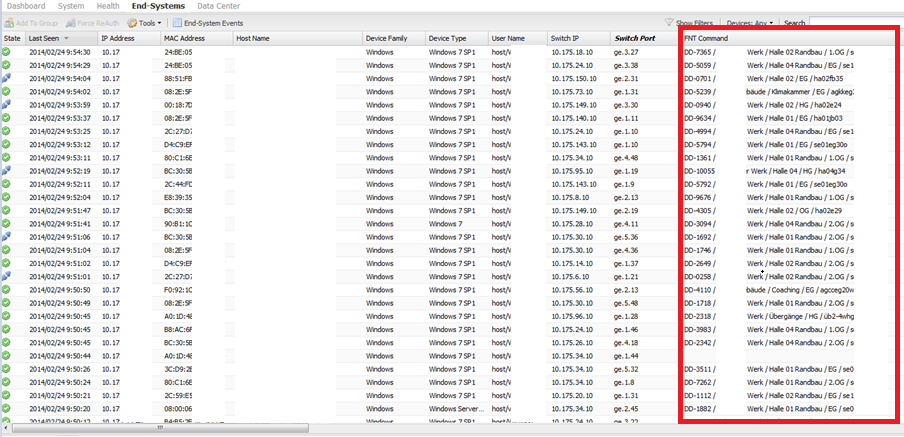 Dashboard System Health End-Systems Data Center
Add To Group Force ReAuth Tools End-System Events Show Filters Devices: Any Search
State Last Seen IP Address MAC Address Host Name Device Family Device Type User Name Switch IP Switch Port FNT Command
2014/02/24 9:54:30 10.17 24:BE:05 Windows Windows 7 SP1 host/ 10.175.18.10 ge.3.27 DD-7365 / Werk / Halle 02 Randbau / 1.OG / s
2014/02/24 9:54:29 10.17 24:BE:05 Windows Windows 7 SP1 host/ 10.175.24.10 ge.3.38 DD-5059 / Werk / Halle 04 Randbau / EG / se1
2014/02/24 9:54:04 10.17 88:51:FB Windows Windows 7 SP1 host/ 10.175.150.10 ge.2.31 DD-0701 / Werk / Halle 02 / EG / ha02fb35
2014/02/24 9:54:02 10.17 08:2E:5F Windows Windows 7 SP1 host/ 10.175.73.10 ge.1.31 DD-5239 / bäude / Klimakammer / EG / agkkeg
2014/02/24 9:53:59 10.17 00:18:7D Windows Windows 7 SP1 host/ 10.175.149.10 ge.3.30 DD-0940 / Werk / Halle 02 / HG / ha02e24
2014/02/24 9:53:37 10.17 08:2E:5F Windows Windows 7 SP1 host/ 10.175.140.10 ge.1.11 DD-9634 / Werk / Halle 01 / EG / ha01jb03
2014/02/24 9:53:25 10.17 2C:27:D7 Windows Windows 7 SP1 host/ 10.175.24.10 ge.1.10 DD-4994 / Werk / Halle 04 Randbau / EG / se1
2014/02/24 9:53:12 10.17 D4:C9:EF Windows Windows 7 SP1 host/ 10.175.143.10 ge.1.10 DD-5794 / Werk / Halle 01 / EG / se01eg30o
2014/02/24 9:53:11 10.17 80:C1:6E Windows Windows 7 SP1 host/ 10.175.34.10 ge.4.48 DD-1361 / Werk / Halle 01 Randbau / 1.OG / s
2014/02/24 9:52:19 10.17 BC:30:5B Windows Windows 7 SP1 host/ 10.175.95.10 ge.1.19 DD-10055 r Werk / Halle 04 / HG / ha04g34
2014/02/24 9:52:11 10.17 2C:44:FD Windows Windows 7 SP1 host/ 10.175.143.10 ge.1.9 DD-5792 / Werk / Halle 01 / EG / se01eg30o
2014/02/24 9:52:04 10.17 E8:39:35 Windows Windows 7 SP1 host/ 10.175.8.10 ge.2.13 DD-9676 / Werk / Halle 01 Randbau / 1.OG / s
2014/02/24 9:51:47 10.17 BC:30:5B Windows Windows 7 SP1 host/ 10.175.149.10 ge.2.19 DD-4305 / Werk / Halle 02 / OG / ha02e29
2014/02/24 9:51:41 10.17 90:B1:1C Windows Windows 7 host/ 10.175.28.10 ge.4.11 DD-3094 / Werk / Halle 04 Randbau / 2.OG / s
2014/02/24 9:51:06 10.17 BC:30:5B Windows Windows 7 SP1 host/ 10.175.30.10 ge.5.36 DD-1692 / Werk / Halle 01 Randbau / 2.OG / s
2014/02/24 9:51:04 10.17 08:2E:5F Windows Windows 7 SP1 host/ 10.175.30.10 ge.4.30 DD-1746 / Werk / Halle 01 Randbau / 1.OG / s
2014/02/24 9:51:02 10.17 D4:C9:EF Windows Windows 7 SP1 host/ 10.175.14.10 ge.1.37 DD-2649 / Werk / Halle 02 Randbau / 2.OG / s
2014/02/24 9:51:01 10.17 2C:27:D7 Windows Windows 7 SP1 host/ 10.175.6.10 ge.1.21 DD-0258 / Werk / Halle 02 Randbau / 2.OG / s
2014/02/24 9:50:50 10.17 F0:92:1C Windows Windows 7 SP1 host/ 10.175.56.10 ge.2.13 DD-4110 / bäude / Coaching / EG / agcceg20w
2014/02/24 9:50:49 10.17 08:2E:5F Windows Windows 7 SP1 host/ 10.175.30.10 ge.5.48 DD-1718 / Werk / Halle 01 Randbau / 2.OG / s
2014/02/24 9:50:45 10.17 A0:1D:48 Windows Windows 7 SP1 host/ 10.175.96.10 ge.1.28 DD-2318 / Werk / Übergänge / HG / üb2-4whg
2014/02/24 9:50:45 10.17 B8:AC:6F Windows Windows 7 SP1 host/ 10.175.24.10 ge.1.46 DD-3983 / Werk / Halle 04 Randbau / 1.OG / s
2014/02/24 9:50:45 10.17 BC:30:5B Windows Windows 7 SP1 host/ 10.175.26.10 ge.4.18 DD-2342 / Werk / Halle 04 Randbau / 2.OG / s
2014/02/24 9:50:44 10.17 A0:1D:48 Windows Windows 7 SP1 host/ 10.175.34.10 ge.1.44
2014/02/24 9:50:26 10.17 3C:D9:2B Windows Windows 7 SP1 host/ 10.175.34.10 ge.5.32 DD-3511 / Werk / Halle 01 Randbau / EG / se0
2014/02/24 9:50:24 10.17 80:C1:6E Windows Windows 7 SP1 host/ 10.175.34.10 ge.1.8 DD-7262 / Werk / Halle 01 Randbau / 2.OG / s
2014/02/24 9:50:21 10.17 2C:59:E5 Windows Windows 7 SP1 host/ 10.175.20.10 ge.1.31 DD-1112 / Werk / Halle 02 Randbau / EG / se1
2014/02/24 9:50:20 10.17 08:00:06 Windows Windows Server... host/ 10.175.34.10 ge.2.45 DD-1882 / Werk / Halle 01 Randbau / EG / se0